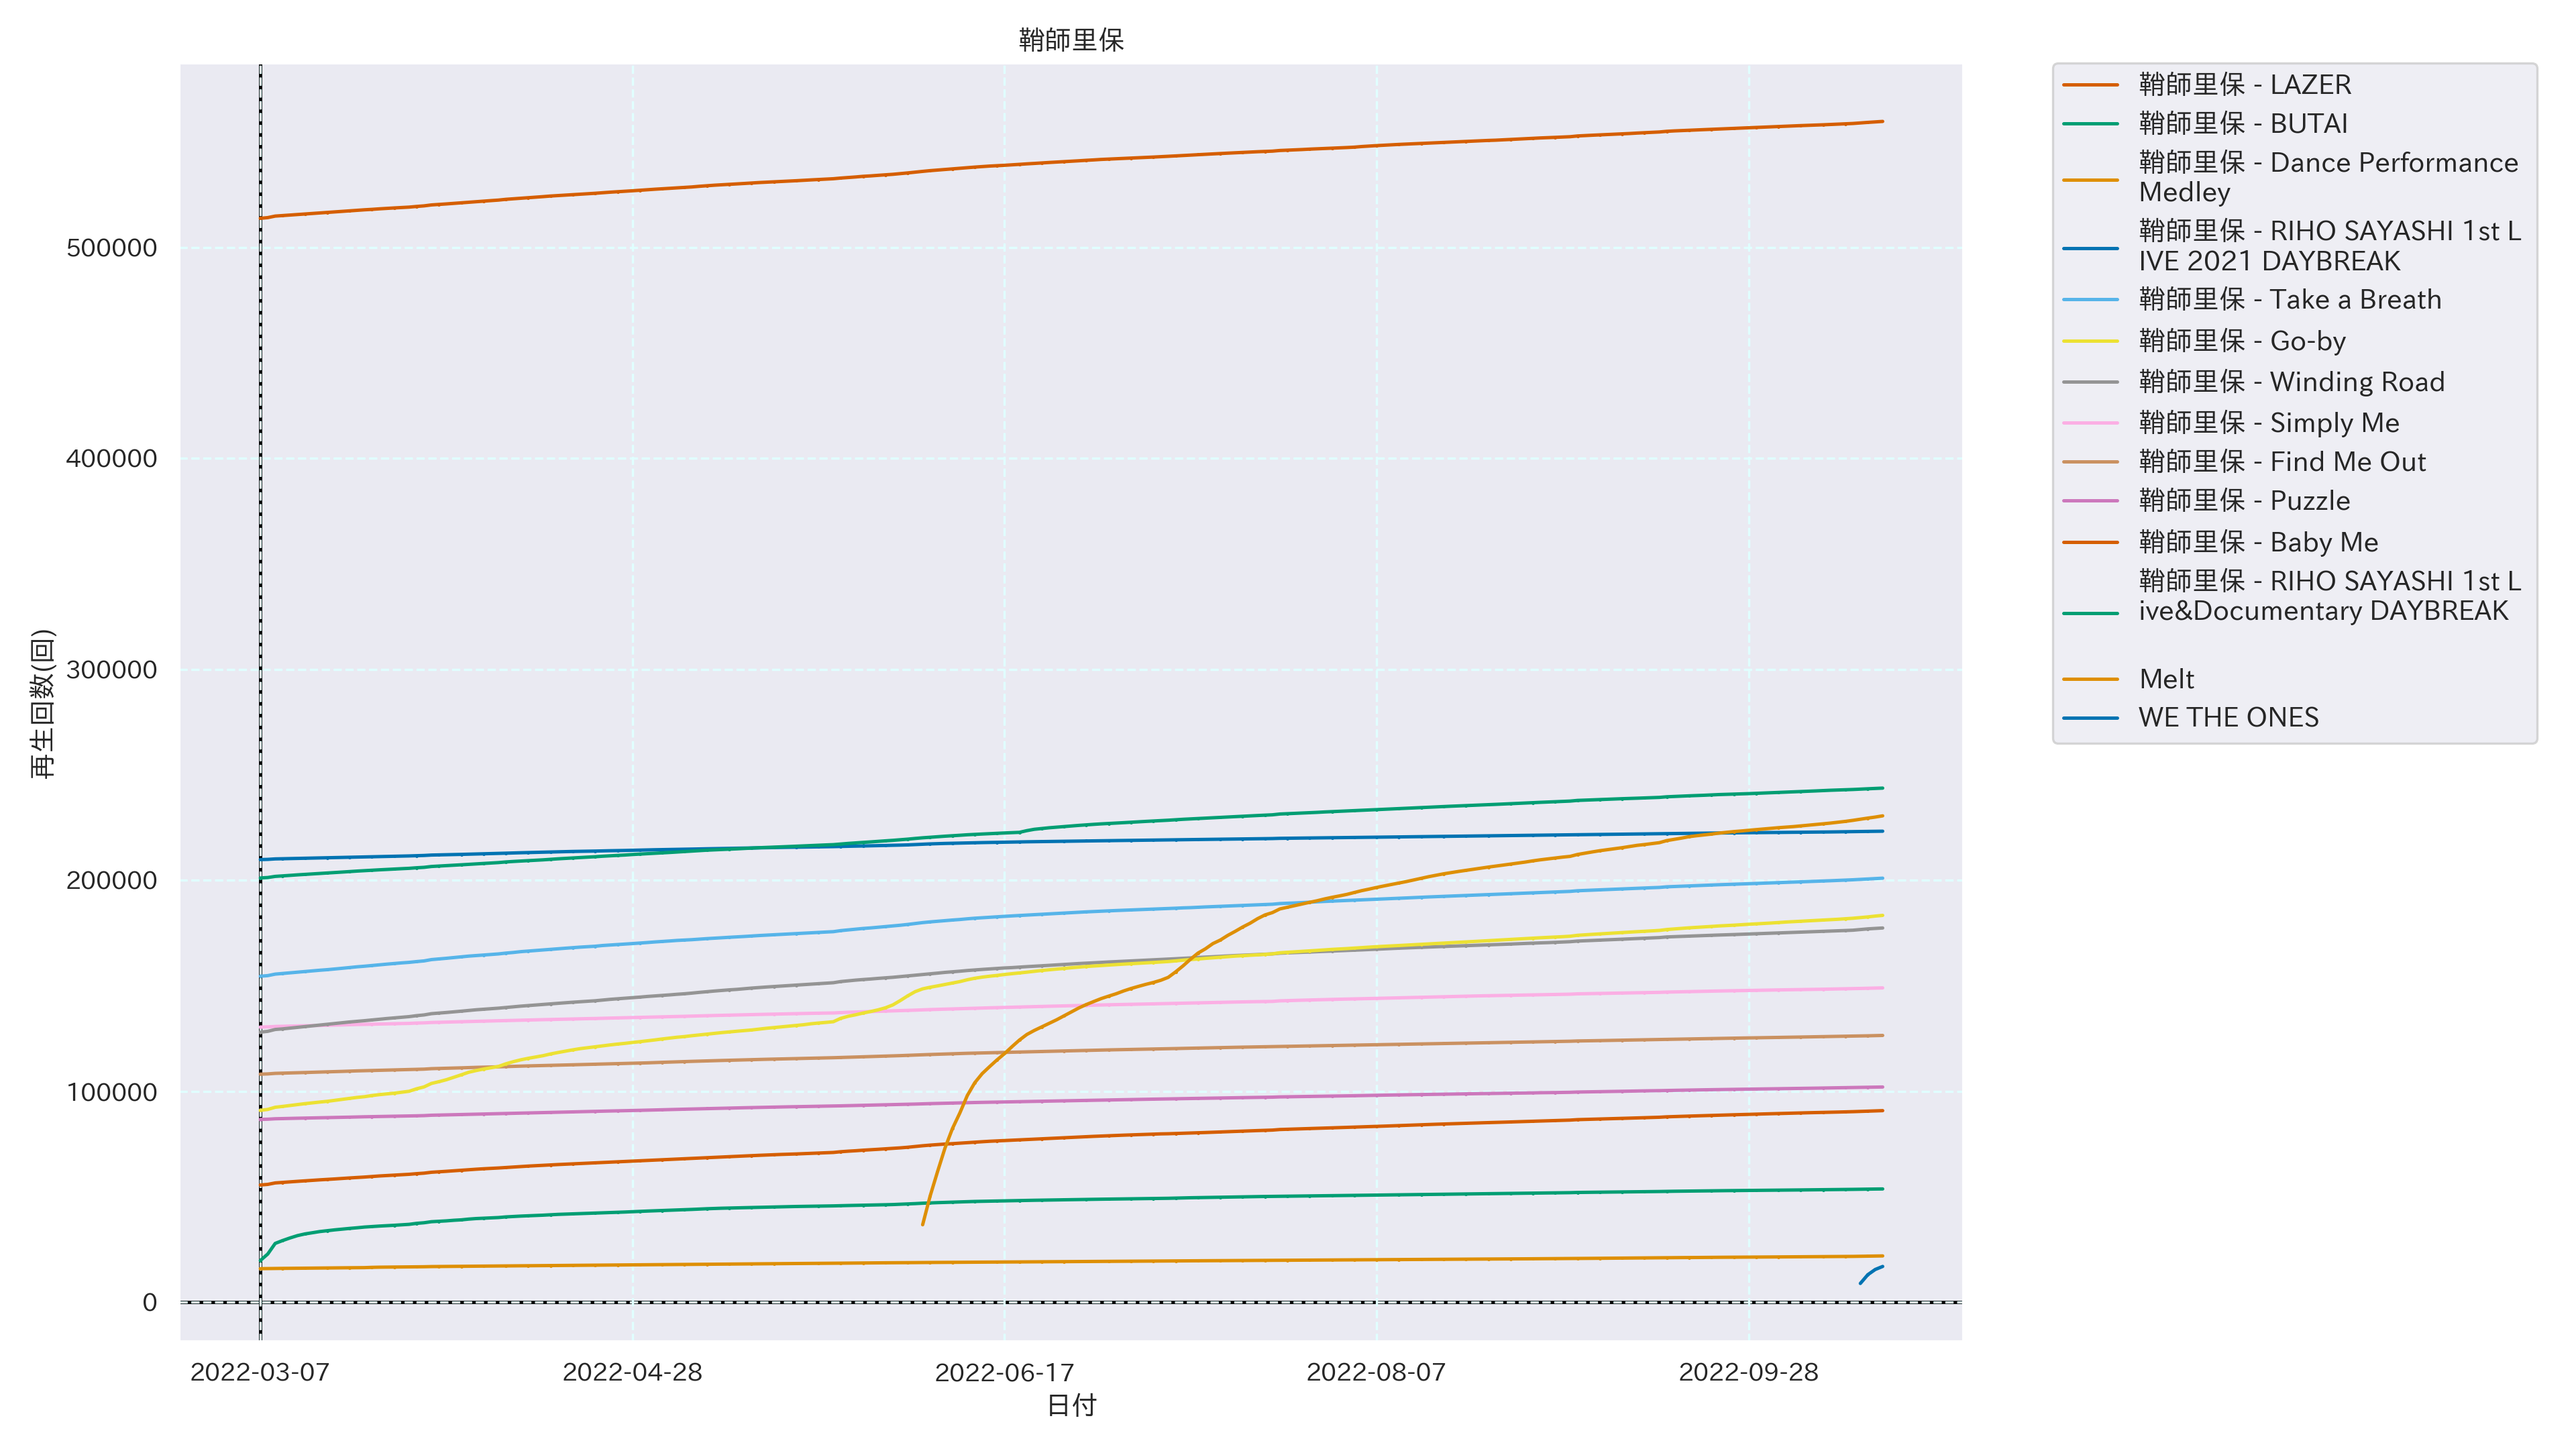 鞘師里保
再生回数(回)
500000
400000
300000
200000
100000
0
2022-03-07
2022-04-28
2022-06-17
2022-08-07
2022-09-28
日付
鞘師里保 - LAZER
鞘師里保 - BUTAI
鞘師里保 - Dance Performance
Medley
鞘師里保 - RIHO SAYASHI 1st L
IVE 2021 DAYBREAK
鞘師里保 - Take a Breath
鞘師里保 - Go-by
鞘師里保 - Winding Road
鞘師里保 - Simply Me
鞘師里保 - Find Me Out
鞘師里保 - Puzzle
鞘師里保 - Baby Me
鞘師里保 - RIHO SAYASHI 1st L
ive&Documentary DAYBREAK
Melt
WE THE ONES